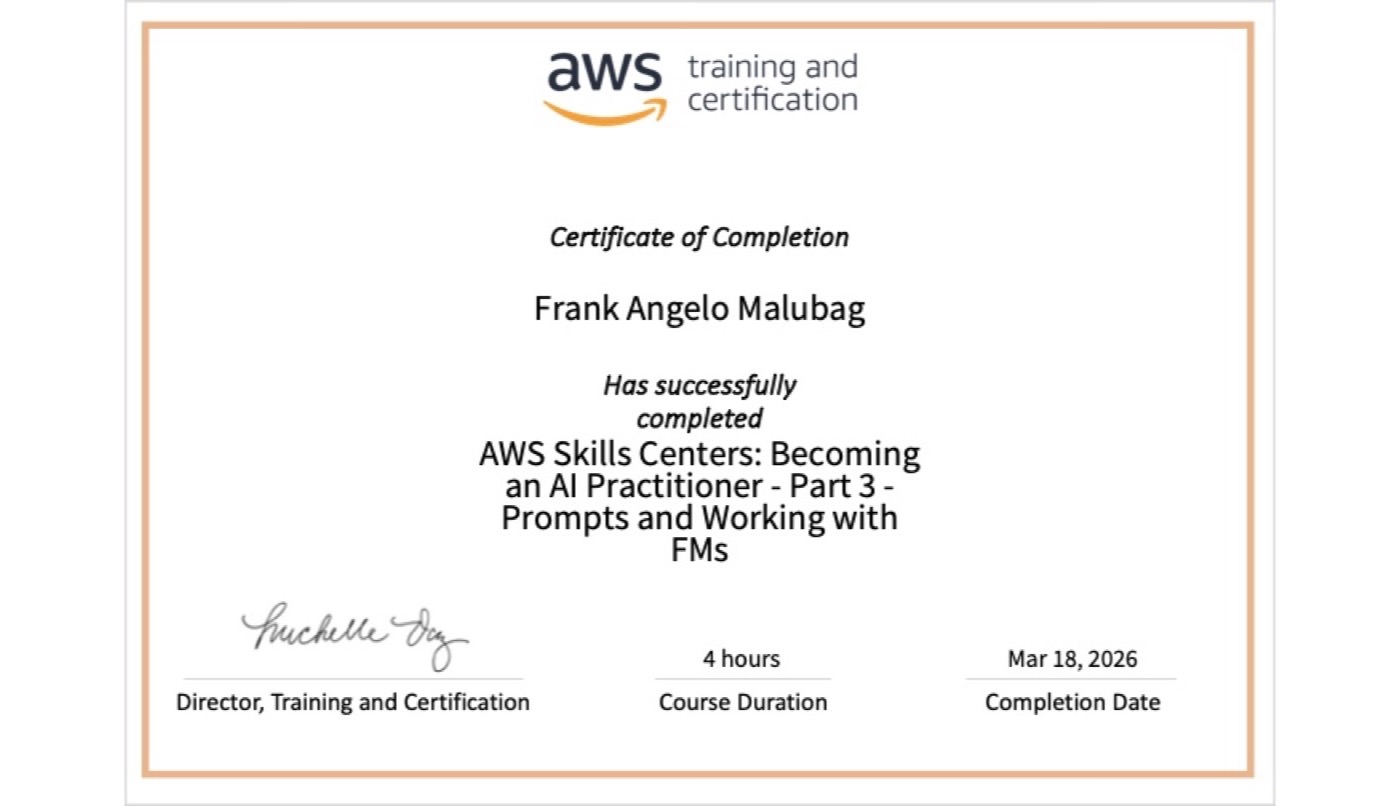 aws training and
certification
Certificate of Completion
Frank Angelo Malubag
Has successfully
completed
AWS Skills Centers: Becoming
an AI Practitioner - Part 3 -
Prompts and Working with
FMs
Michelle Day
4 hours
Mar 18, 2026
Director, Training and Certification
Course Duration
Completion Date